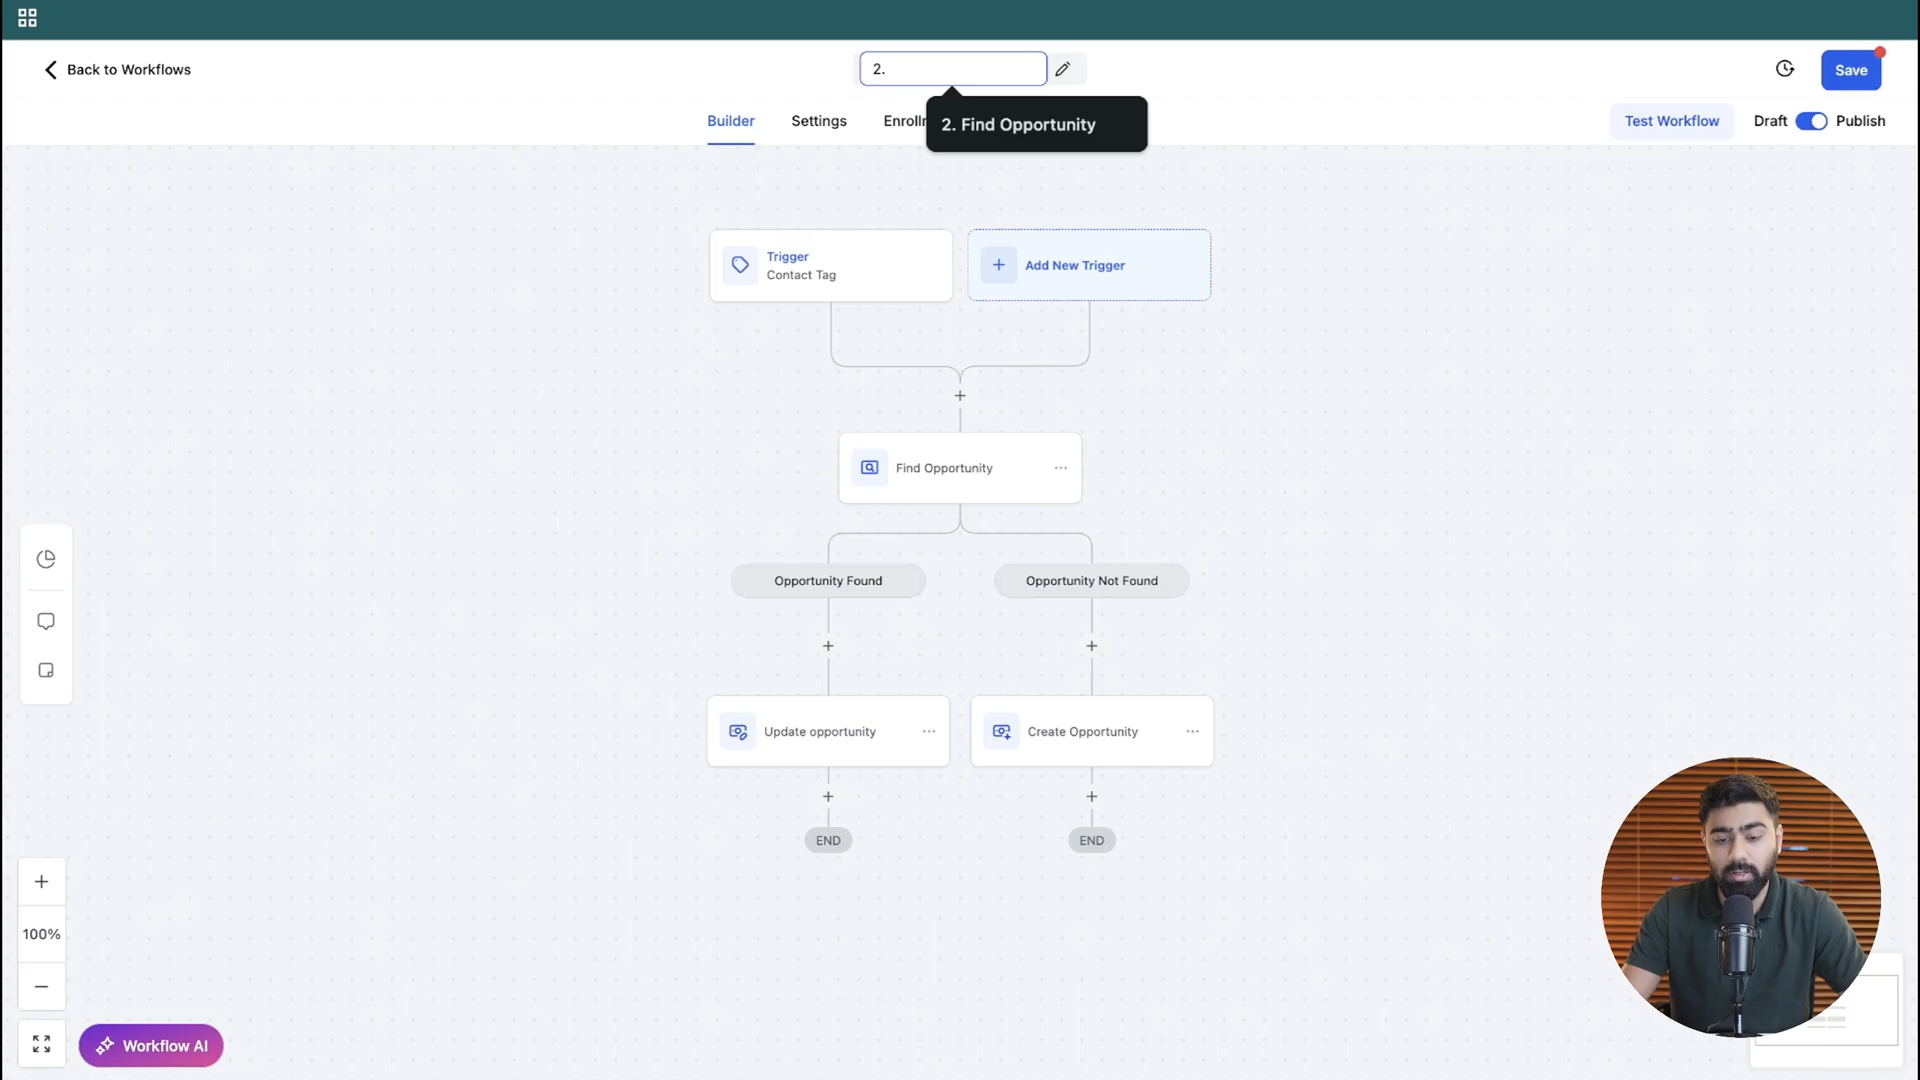 Back to Workflows
2.
Save
Builder
Settings
Enrollr
2. Find Opportunity
Test Workflow
Draft
Publish
Trigger
Contact Tag
Add New Trigger
Find Opportunity
Opportunity Found
Opportunity Not Found
Update opportunity
Create Opportunity
END
END
100%
Workflow AI